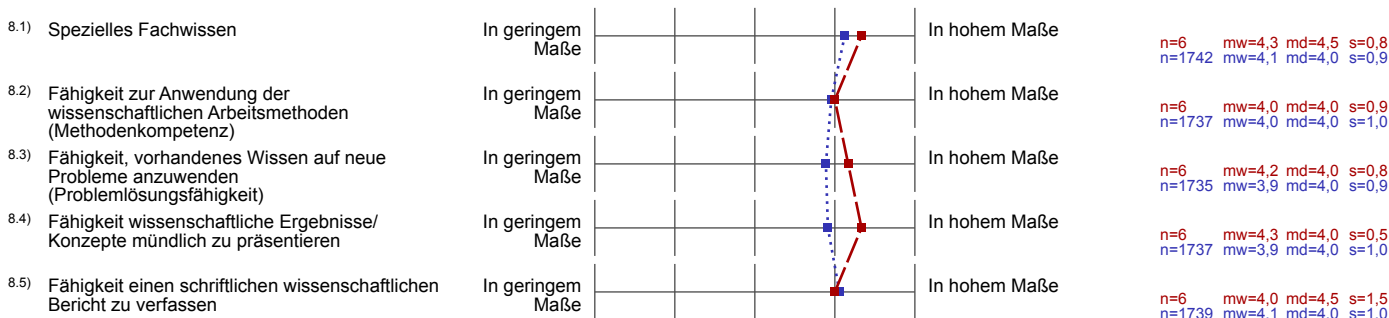 8.1) Spezielles Fachwissen
In geringem
Maße
In hohem Maße
n=6 mw=4,3 md=4,5 s=0,8
n=1742 mw=4,1 md=4,0 s=0,9
8.2) Fähigkeit zur Anwendung der
wissenschaftlichen Arbeitsmethoden
(Methodenkompetenz)
In geringem
Maße
In hohem Maße
n=6 mw=4,0 md=4,0 s=0,9
n=1737 mw=4,0 md=4,0 s=1,0
8.3) Fähigkeit, vorhandenes Wissen auf neue
Probleme anzuwenden
(Problemlösungsfähigkeit)
In geringem
Maße
In hohem Maße
n=6 mw=4,2 md=4,0 s=0,8
n=1735 mw=3,9 md=4,0 s=0,9
8.4) Fähigkeit wissenschaftliche Ergebnisse/
Konzepte mündlich zu präsentieren
In geringem
Maße
In hohem Maße
n=6 mw=4,3 md=4,0 s=0,5
n=1737 mw=3,9 md=4,0 s=1,0
8.5) Fähigkeit einen schriftlichen wissenschaftlichen
Bericht zu verfassen
In geringem
Maße
In hohem Maße
n=6 mw=4,0 md=4,5 s=1,5
n=1739 mw=4,1 md=4,0 s=1,0